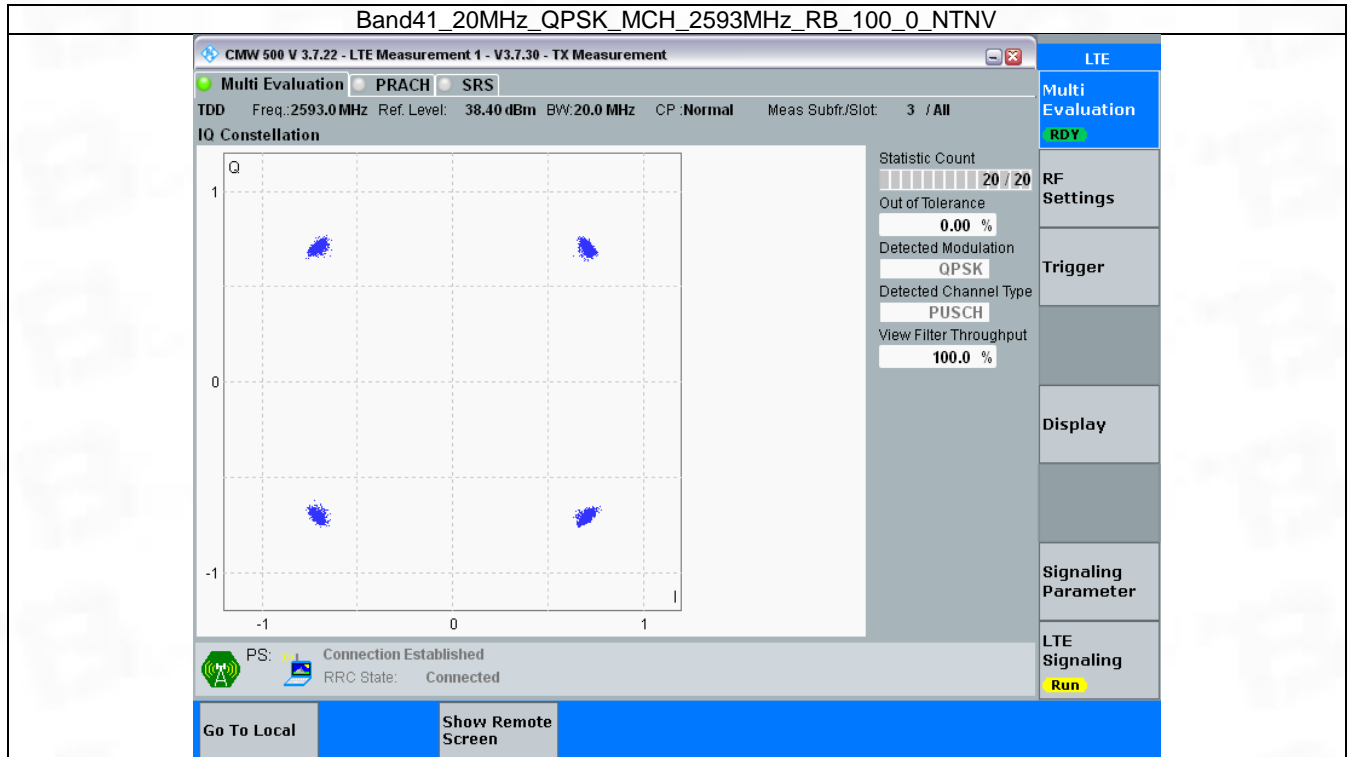 Band41_20MHz_QPSK_MCH_2593MHz_RB_100_0_NTNV
CMW 500 V 3.7.22 - LTE Measurement 1 - V3.7.30 - TX Measurement
LTE
Multi Evaluation PRACH SRS
Multi
Evaluation
RDY
TDD Freq.:2593.0 MHz Ref. Level: 38.40 dBm BW:20.0 MHz CP :Normal Meas Subfr./Slot: 3 / All
IQ Constellation
Q
1
0
-1
I
-1 0 1
Statistic Count
20 / 20
Out of Tolerance
0.00 %
Detected Modulation
QPSK
Detected Channel Type
PUSCH
View Filter Throughput
100.0 %
RF
Settings
Trigger
Display
Signaling
Parameter
LTE
Signaling
Run
PS: Connection Established
RRC State: Connected
Go To Local
Show Remote
Screen